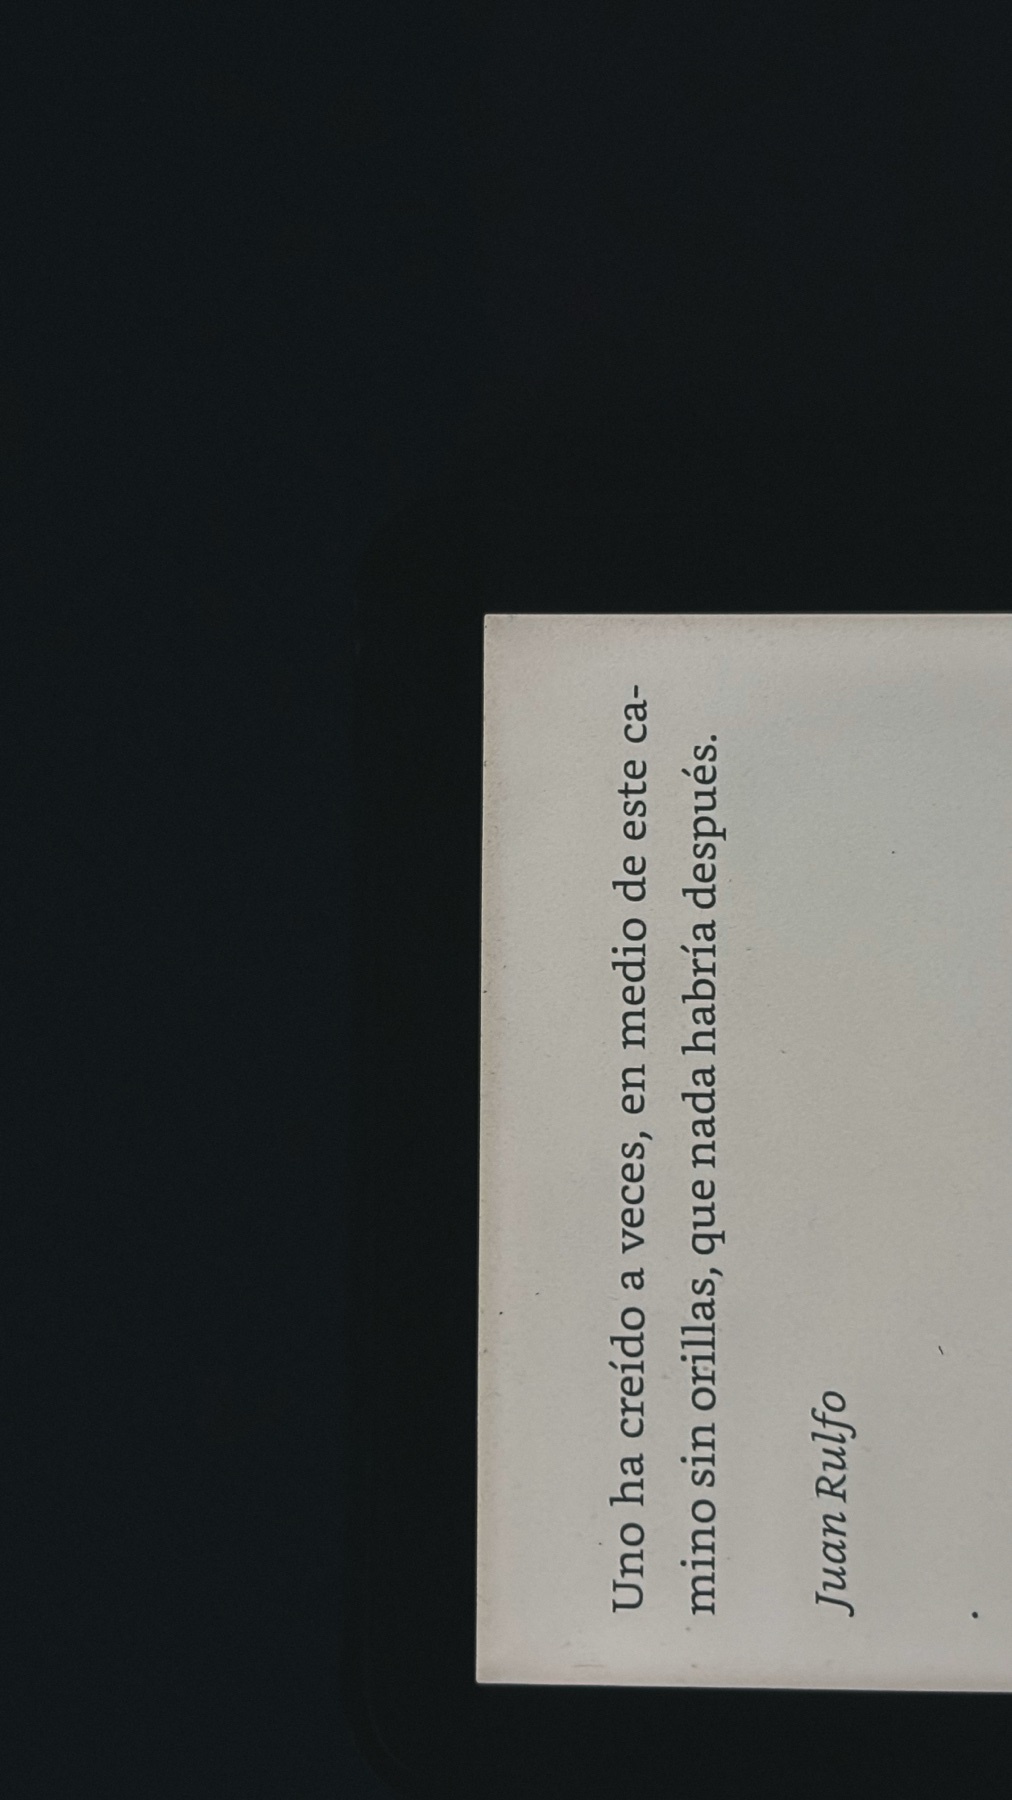 Uno ha creído a veces, en medio de este ca-
mino sin orillas, que nada habría después.
Juan Rulfo